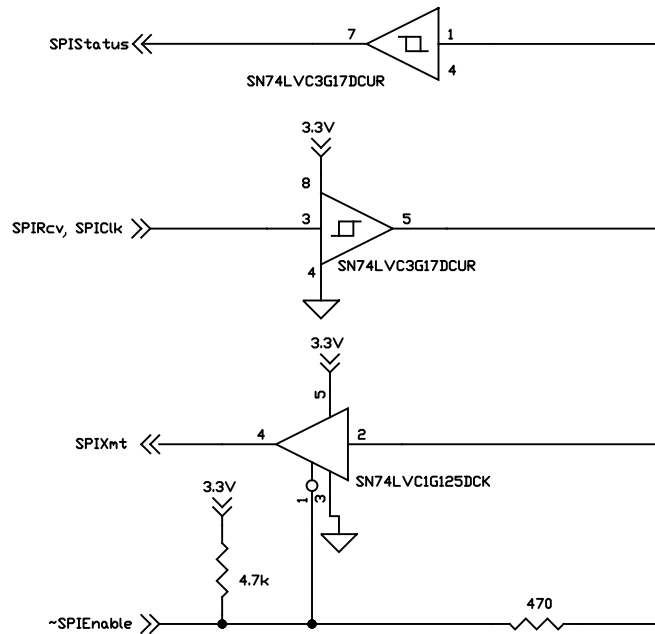 SPIStatus 7 1
4
SN74LVC3G17DCUR
3.3V
8
SPIRcv, SPIClk 3 5
4 SN74LVC3G17DCUR
3.3V
5
SPIXmt 4 2
SN74LVC1G125DCK
3.3V 1 3
4.7k
470
~SPIEnable